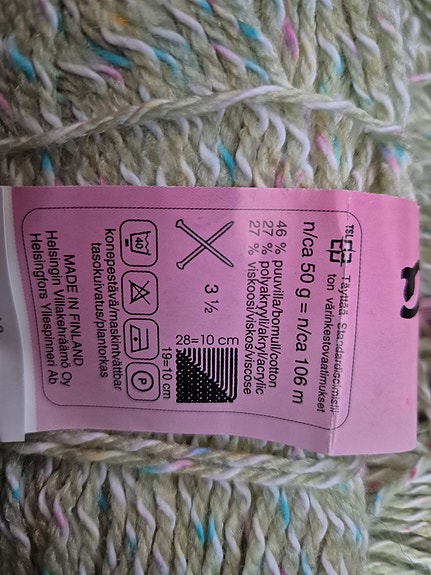 TSL
Täyttää Standardisoimisli
ton värinkestovaatimukset
n/ca 50 g = n/ca 106 m
46 % puuvilla/bomull/cotton
27 % polyakryyli/akryl/acrylic
27 % viskoosi/viskos/viscose
3 ½
28=10 cm
19=10 cm
40
P
konepestävä/maskintvättbar
tasokuivatus/plantorkas
MADE IN FINLAND
Helsingin Villakehräämö Oy
Helsingfors Yllespinneri Ab